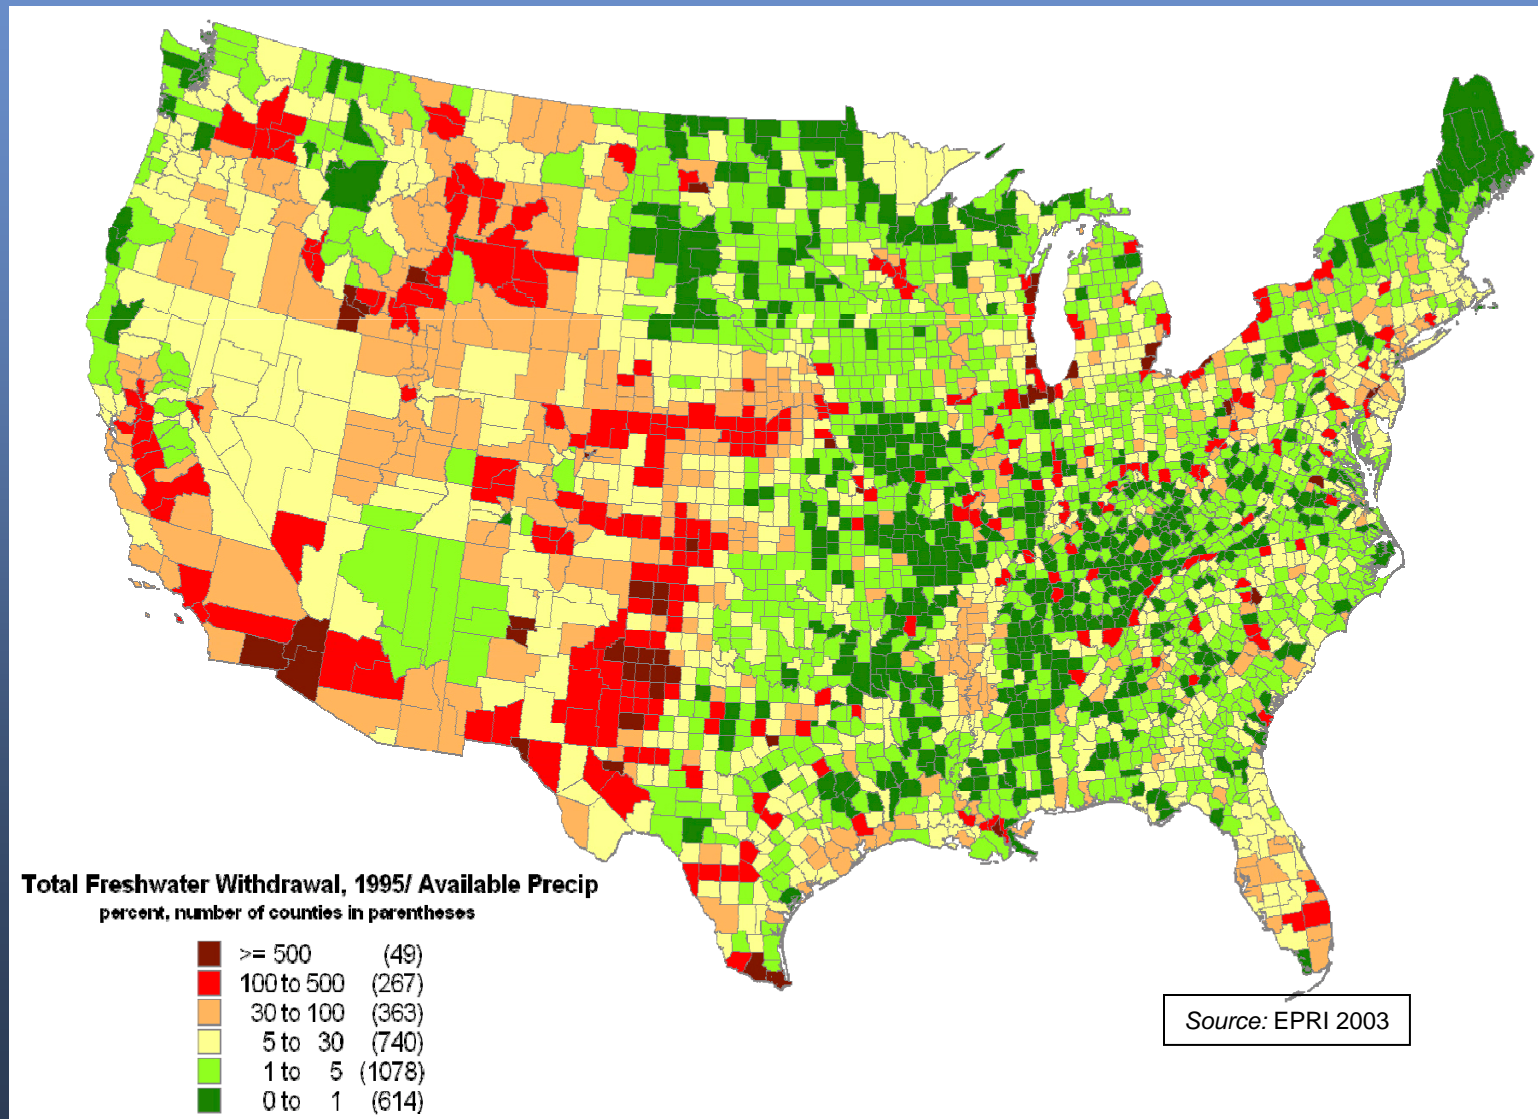 Total Freshwater Withdrawal, 1995/ Available Precip
percent, number of counties in parentheses
>= 500 (49)
100 to 500 (267)
30 to 100 (363)
5 to 30 (740)
1 to 5 (1078)
0 to 1 (614)
Source: EPRI 2003